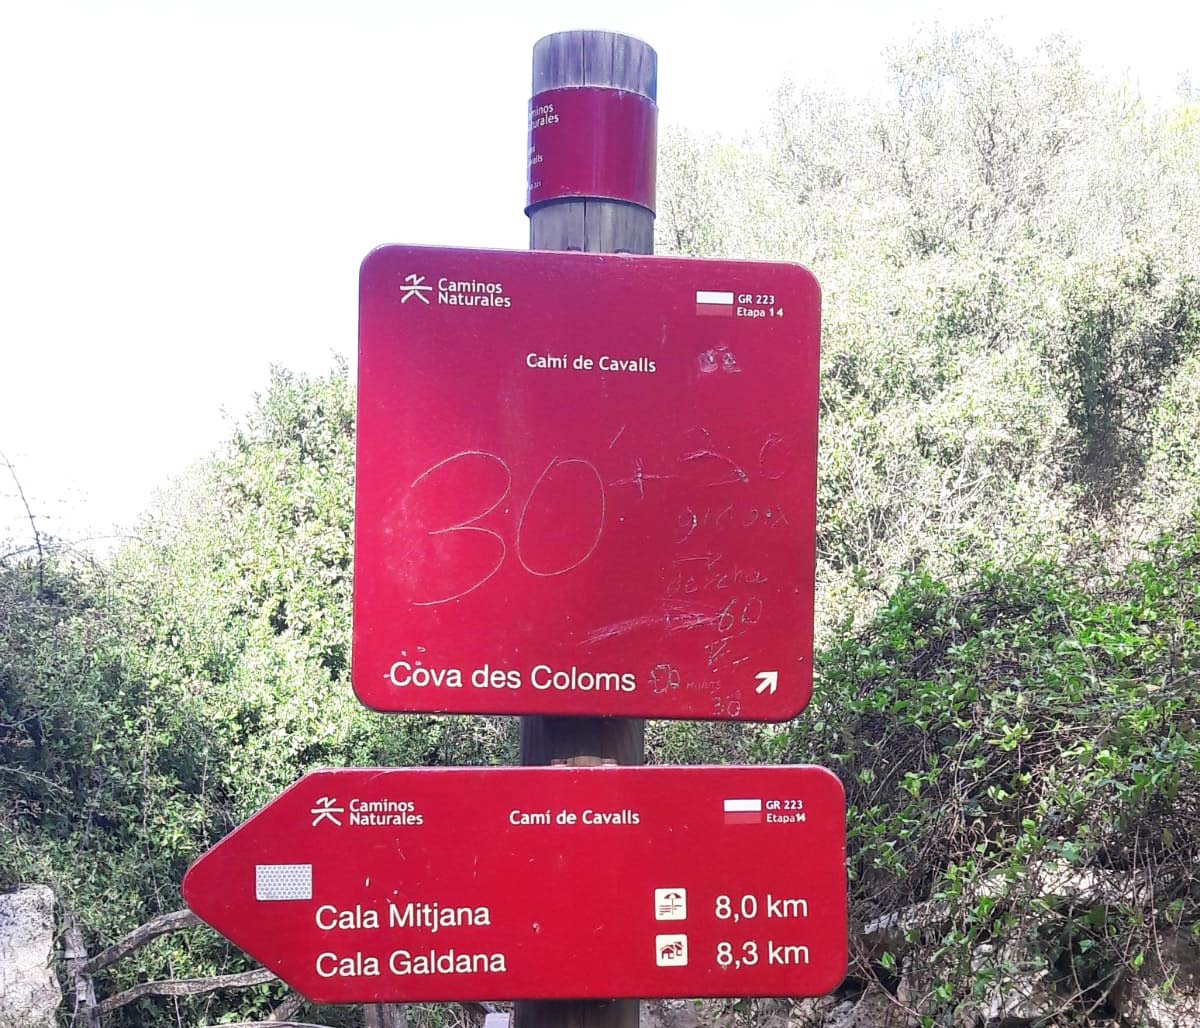 Caminos
Naturales
GR 223
Etapa 14
Camí de Cavalls
30'+
dercha
60
30
Cova des Coloms
Caminos
Naturales
Camí de Cavalls
GR 223
Etapa 14
Cala Mitjana 8,0 km
Cala Galdana 8,3 km